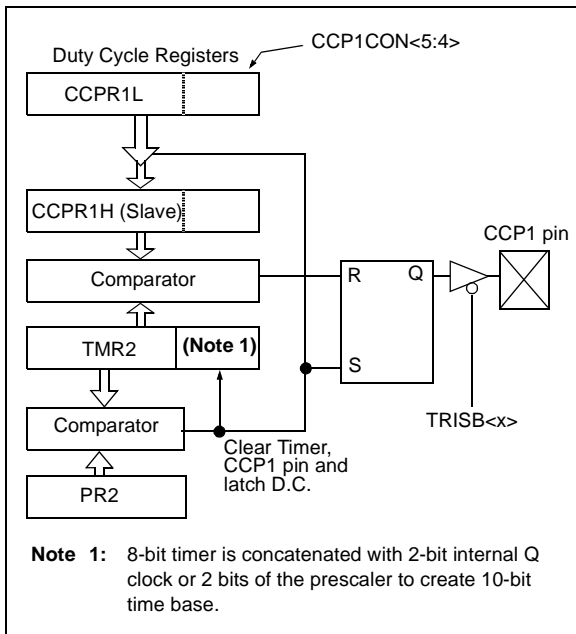 Duty Cycle Registers
CCP1CON<5:4>
CCPR1L
CCPR1H (Slave)
Comparator
TMR2
(Note 1)
Comparator
PR2
Clear Timer,
CCP1 pin and
latch D.C.
R
Q
S
CCP1 pin
TRISB<x>
Note 1: 8-bit timer is concatenated with 2-bit internal Q
clock or 2 bits of the prescaler to create 10-bit
time base.